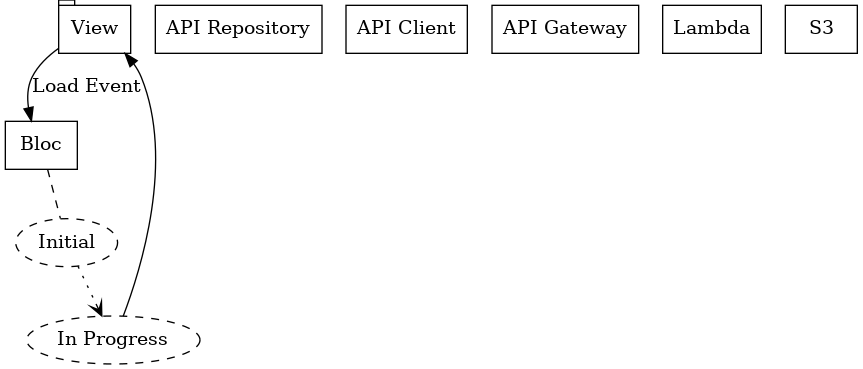 View
API Repository
API Client
API Gateway
Lambda
S3
Load Event
Bloc
Initial
In Progress